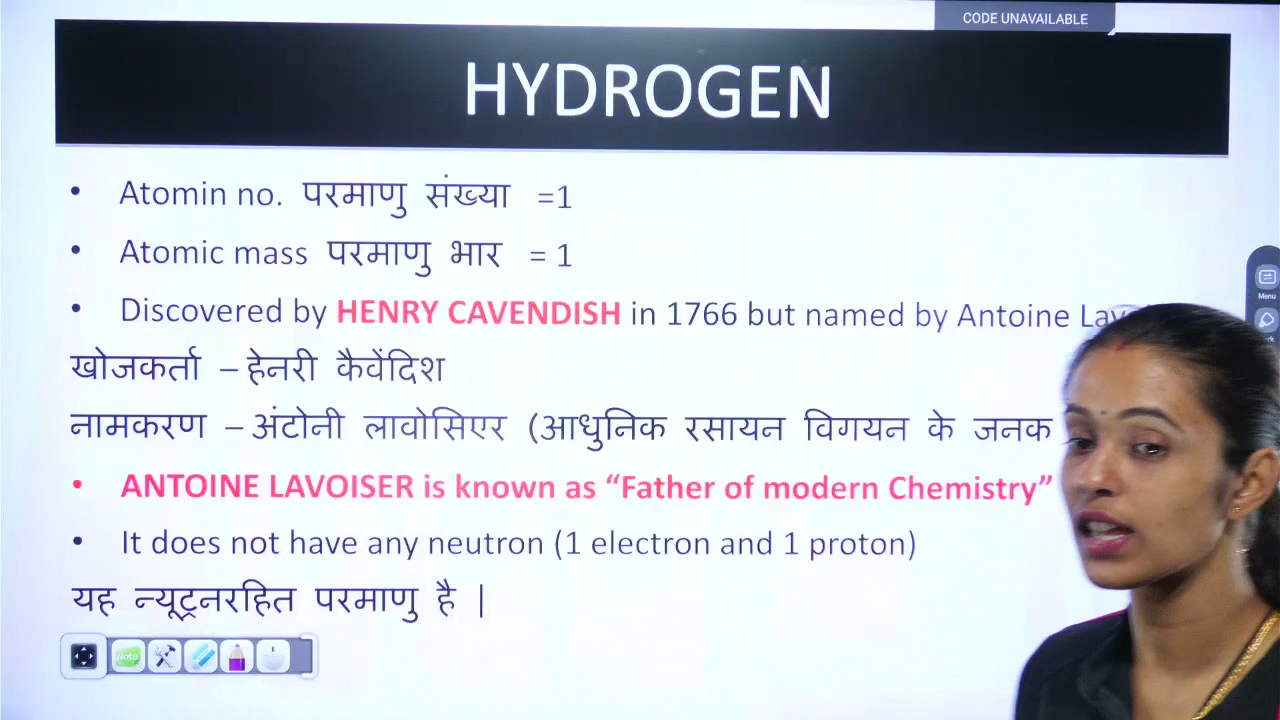 CODE UNAVAILABLE
HYDROGEN
• Atomin no. परमाणु संख्या =1
• Atomic mass परमाणु भार = 1
• Discovered by HENRY CAVENDISH in 1766 but named by Antoine
खोजकर्ता – हेनरी कैवेंदिश
नामकरण – अंटोनी लावोसिएर (आधुनिक रसायन विगयन के जनक
• ANTOINE LAVOISER is known as “Father of modern Chemistry”
• It does not have any neutron (1 electron and 1 proton)
यह न्यूट्रनरहित परमाणु है |
Note
Menu